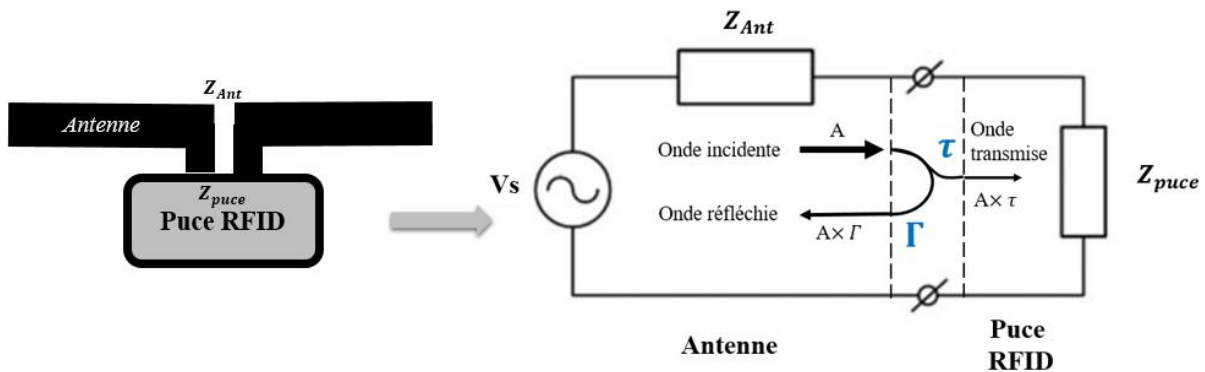 Z_Ant
Antenne
Z_puce
Puce RFID
Z_Ant
Vs
Onde incidente
A
τ
Onde
transmise
A× τ
Onde réfléchie
A× Γ
Γ
Z_puce
Antenne
Puce
RFID